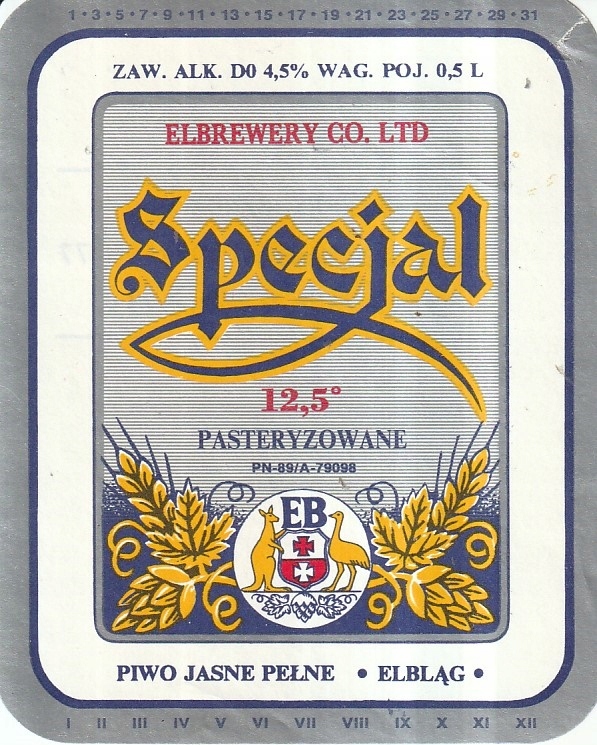 1 • 3 • 5 • 7 • 9 • 11 • 13 • 15 • 17 • 19 • 21 • 23 • 25 • 27 • 29 • 31
ZAW. ALK. D0 4,5% WAG. POJ. 0,5 L
ELBREWERY CO. LTD
Specjal
12,5°
PASTERYZOWANE
PN-89/A-79098
EB
PIWO JASNE PEŁNE • ELBLĄG •
I II III IV V VI VII VIII IX X XI XII